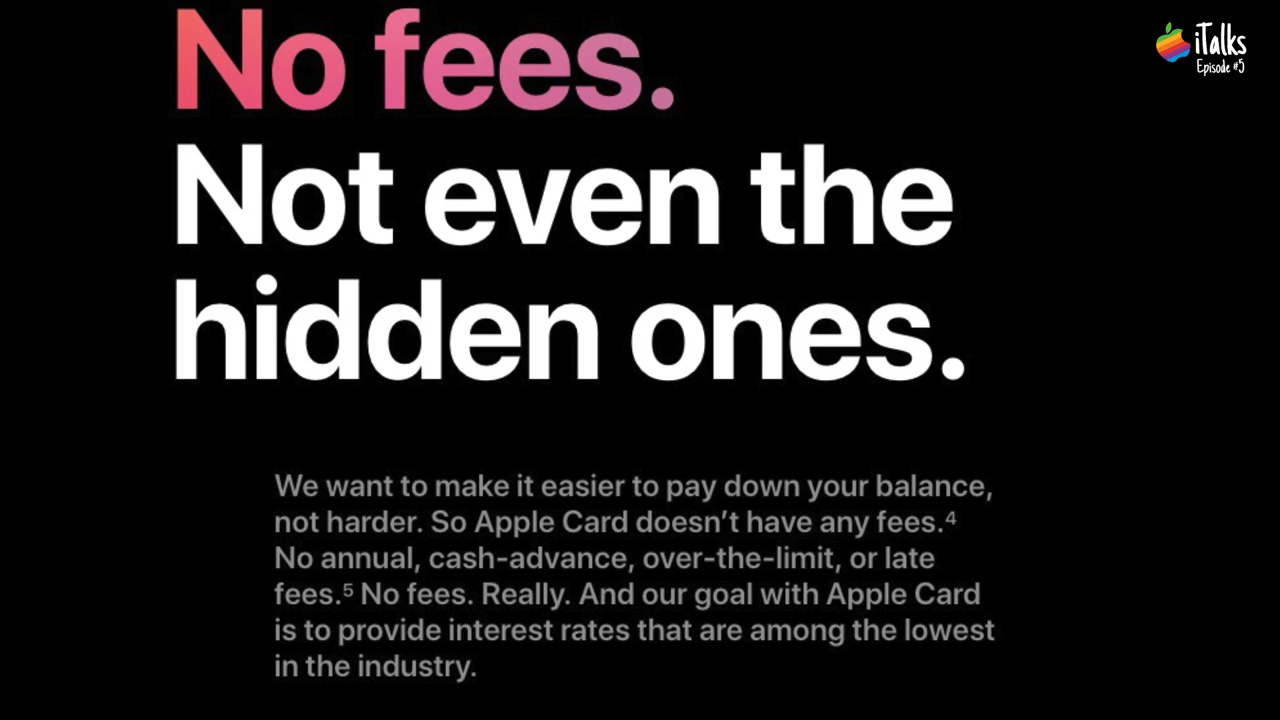 No fees.
Not even the
hidden ones.
We want to make it easier to pay down your balance,
not harder. So Apple Card doesn’t have any fees.⁴
No annual, cash-advance, over-the-limit, or late
fees.⁵ No fees. Really. And our goal with Apple Card
is to provide interest rates that are among the lowest
in the industry.
iTalks
Episode #5